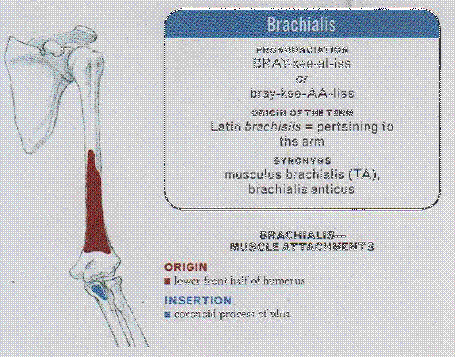 Brachialis
PRONUNCIATION
BRAY-kee-al-iss
or
bray-kee-AA-liss
ORIGIN OF THE TERM
Latin brachialis = pertaining to
the arm
SYNONYMS
musculus brachialis (TA),
brachialis anticus
BRACHIALIS—
MUSCLE ATTACHMENTS
ORIGIN
lower front half of humerus
INSERTION
coronoid process of ulna